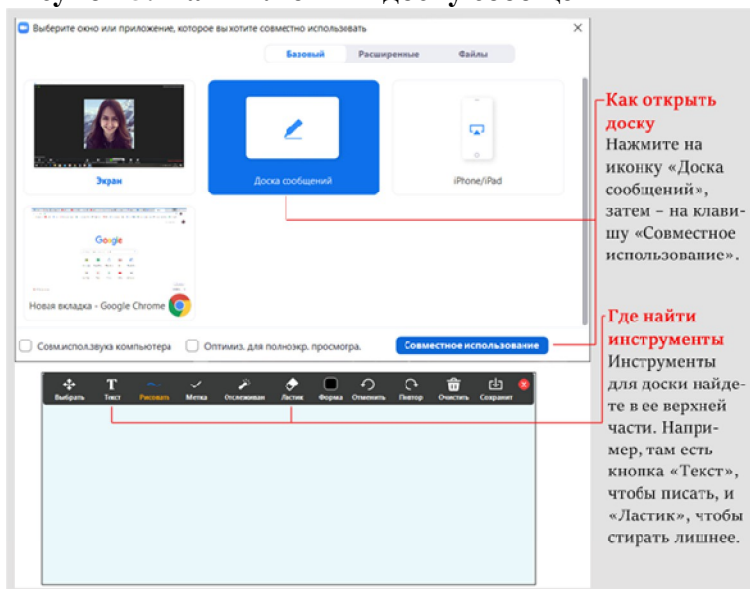 Выберите окно или приложение, которое вы хотите совместно использовать
Базовый Расширенные Файлы
Экран
Доска сообщений
iPhone/iPad
Google
Новая вкладка - Google Chrome
Совм.использ.звука компьютера
Оптимиз. для полноэкр. просмотра.
Совместное использование
Как открыть
доску
Нажмите на
иконку «Доска
сообщений»,
затем – на клави-
шу «Совместное
использование».
Выбрать Текст Рисовать Метка Отслеживан Ластик Форма Отменить Повтор Очистить Сохранит
Где найти
инструменты
Инструменты
для доски найде-
те в ее верхней
части. Напри-
мер, там есть
кнопка «Текст»,
чтобы писать, и
«Ластик», чтобы
стирать лишнее.